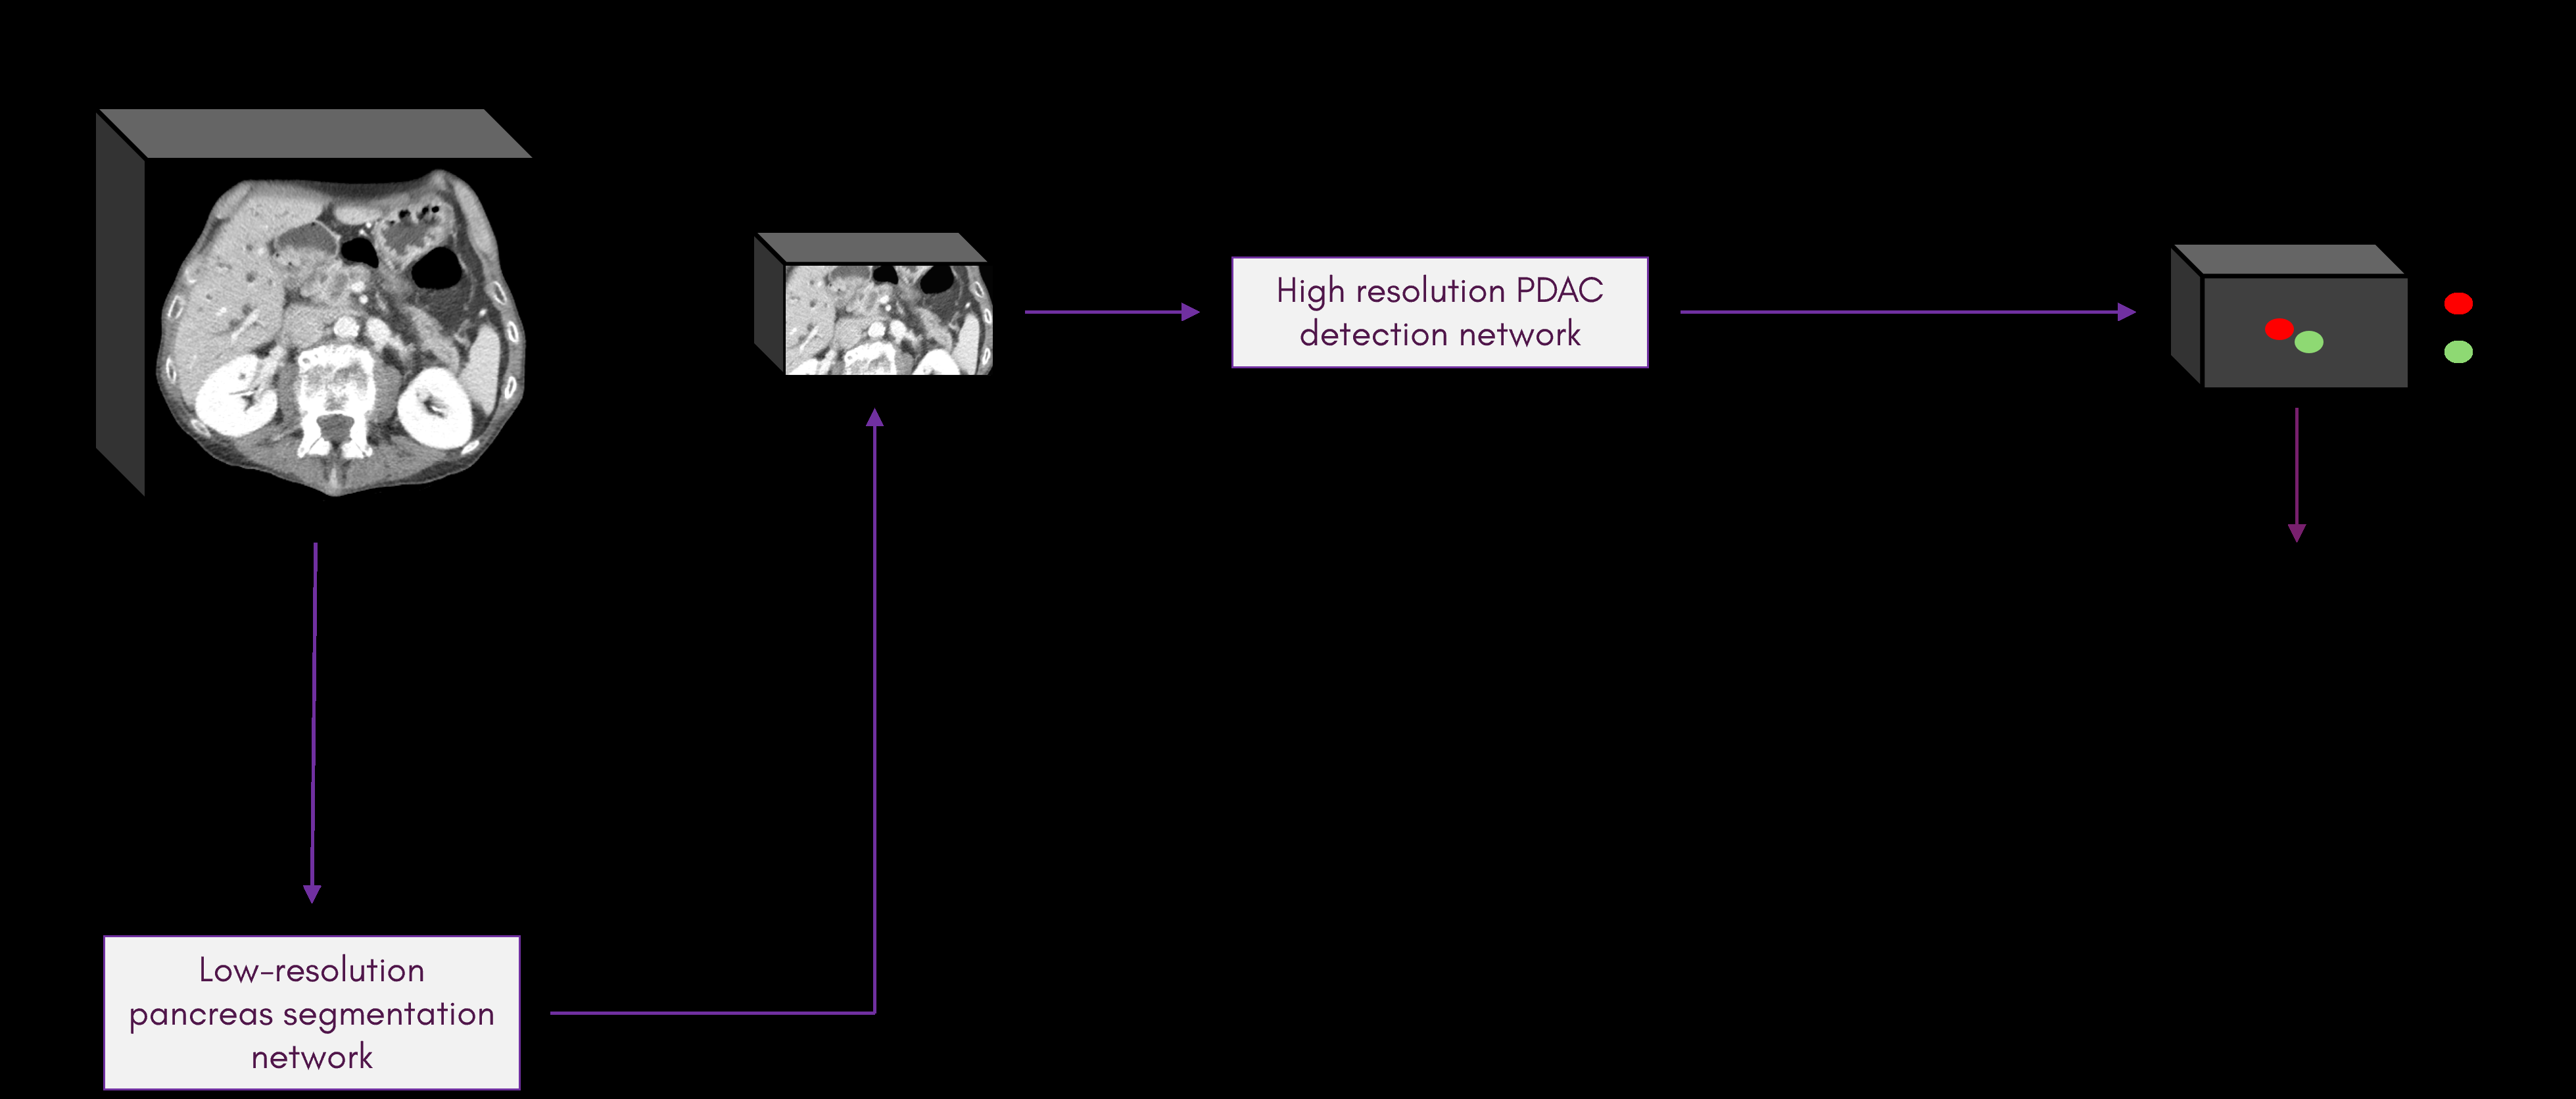 High resolution PDAC
detection network
Low-resolution
pancreas segmentation
network